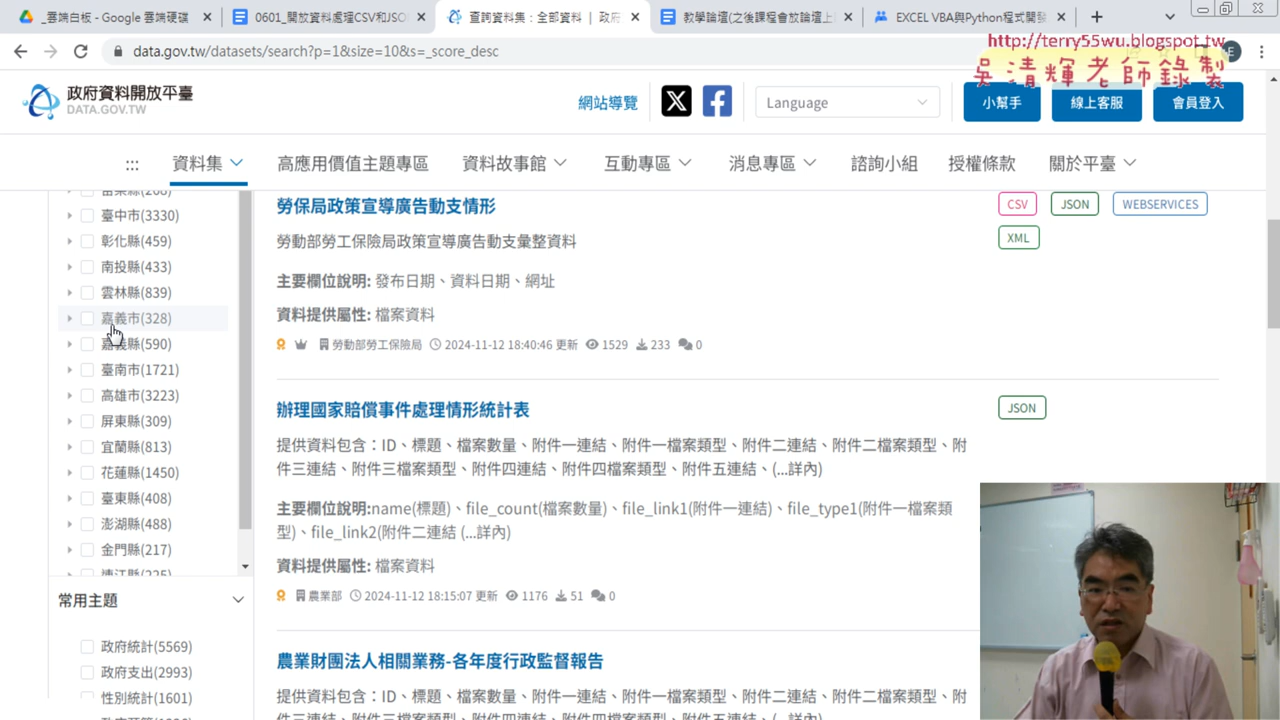 _雲端白板 - Google 雲端硬碟
0601_開放資料處理CSV和JSO
查詢資料集：全部資料 | 政府
教學論壇(之後課程會放論壇上
EXCEL VBA與Python程式開發
data.gov.tw/datasets/search?p=1&size=10&s=_score_desc
http://terry55wu.blogspot.tw
吳清輝老師錄製
E
政府資料開放平臺
DATA.GOV.TW
網站導覽
X
f
Language
小幫手
線上客服
會員登入
:::
資料集
高應用價值主題專區
資料故事館
互動專區
消息專區
諮詢小組
授權條款
關於平臺
苗栗縣(268)
臺中市(3330)
彰化縣(459)
南投縣(433)
雲林縣(839)
嘉義市(328)
嘉義縣(590)
臺南市(1721)
高雄市(3223)
屏東縣(309)
宜蘭縣(813)
花蓮縣(1450)
臺東縣(408)
澎湖縣(488)
金門縣(217)
連江縣(225)
常用主題
政府統計(5569)
政府支出(2993)
性別統計(1601)
勞保局政策宣導廣告動支情形
CSV
JSON
WEBSERVICES
XML
勞動部勞工保險局政策宣導廣告動支彙整資料
主要欄位說明: 發布日期、資料日期、網址
資料提供屬性: 檔案資料
勞動部勞工保險局 2024-11-12 18:40:46 更新 1529 233 0
辦理國家賠償事件處理情形統計表
JSON
提供資料包含：ID、標題、檔案數量、附件一連結、附件一檔案類型、附件二連結、附件二檔案類型、附
件三連結、附件三檔案類型、附件四連結、附件四檔案類型、附件五連結、(...詳內)
主要欄位說明:name(標題)、file_count(檔案數量)、file_link1(附件一連結)、file_type1(附件一檔案類
型)、file_link2(附件二連結 (...詳內)
資料提供屬性: 檔案資料
農業部 2024-11-12 18:15:07 更新 1176 51 0
農業財團法人相關業務-各年度行政監督報告
提供資料包含：ID、標題、檔案數量、附件一連結、附件一檔案類型、附件二連結、附件二檔案類型、附